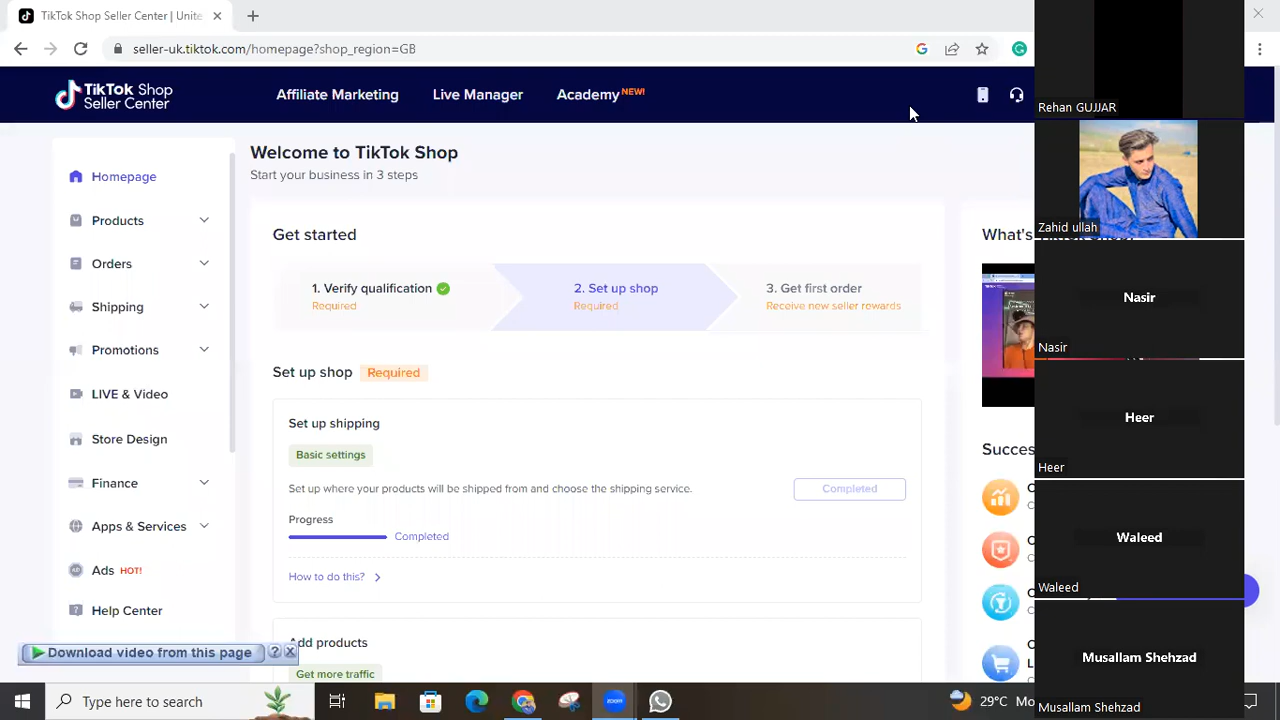 TikTok Shop Seller Center | Unite
seller-uk.tiktok.com/homepage?shop_region=GB
TikTok Shop
Seller Center
Affiliate Marketing
Live Manager
Academy NEW!
Homepage
Products
Orders
Shipping
Promotions
LIVE & Video
Store Design
Finance
Apps & Services
Ads HOT!
Help Center
Welcome to TikTok Shop
Start your business in 3 steps
Get started
1. Verify qualification
Required
2. Set up shop
Required
3. Get first order
Receive new seller rewards
Set up shop Required
Set up shipping
Basic settings
Set up where your products will be shipped from and choose the shipping service.
Completed
Progress
Completed
How to do this?
Add products
Get more traffic
What's
Succes
Rehan GUJJAR
Zahid ullah
Nasir
Nasir
Heer
Heer
Waleed
Waleed
Musallam Shehzad
Musallam Shehzad
Download video from this page
Type here to search
zoom
29°C Mo